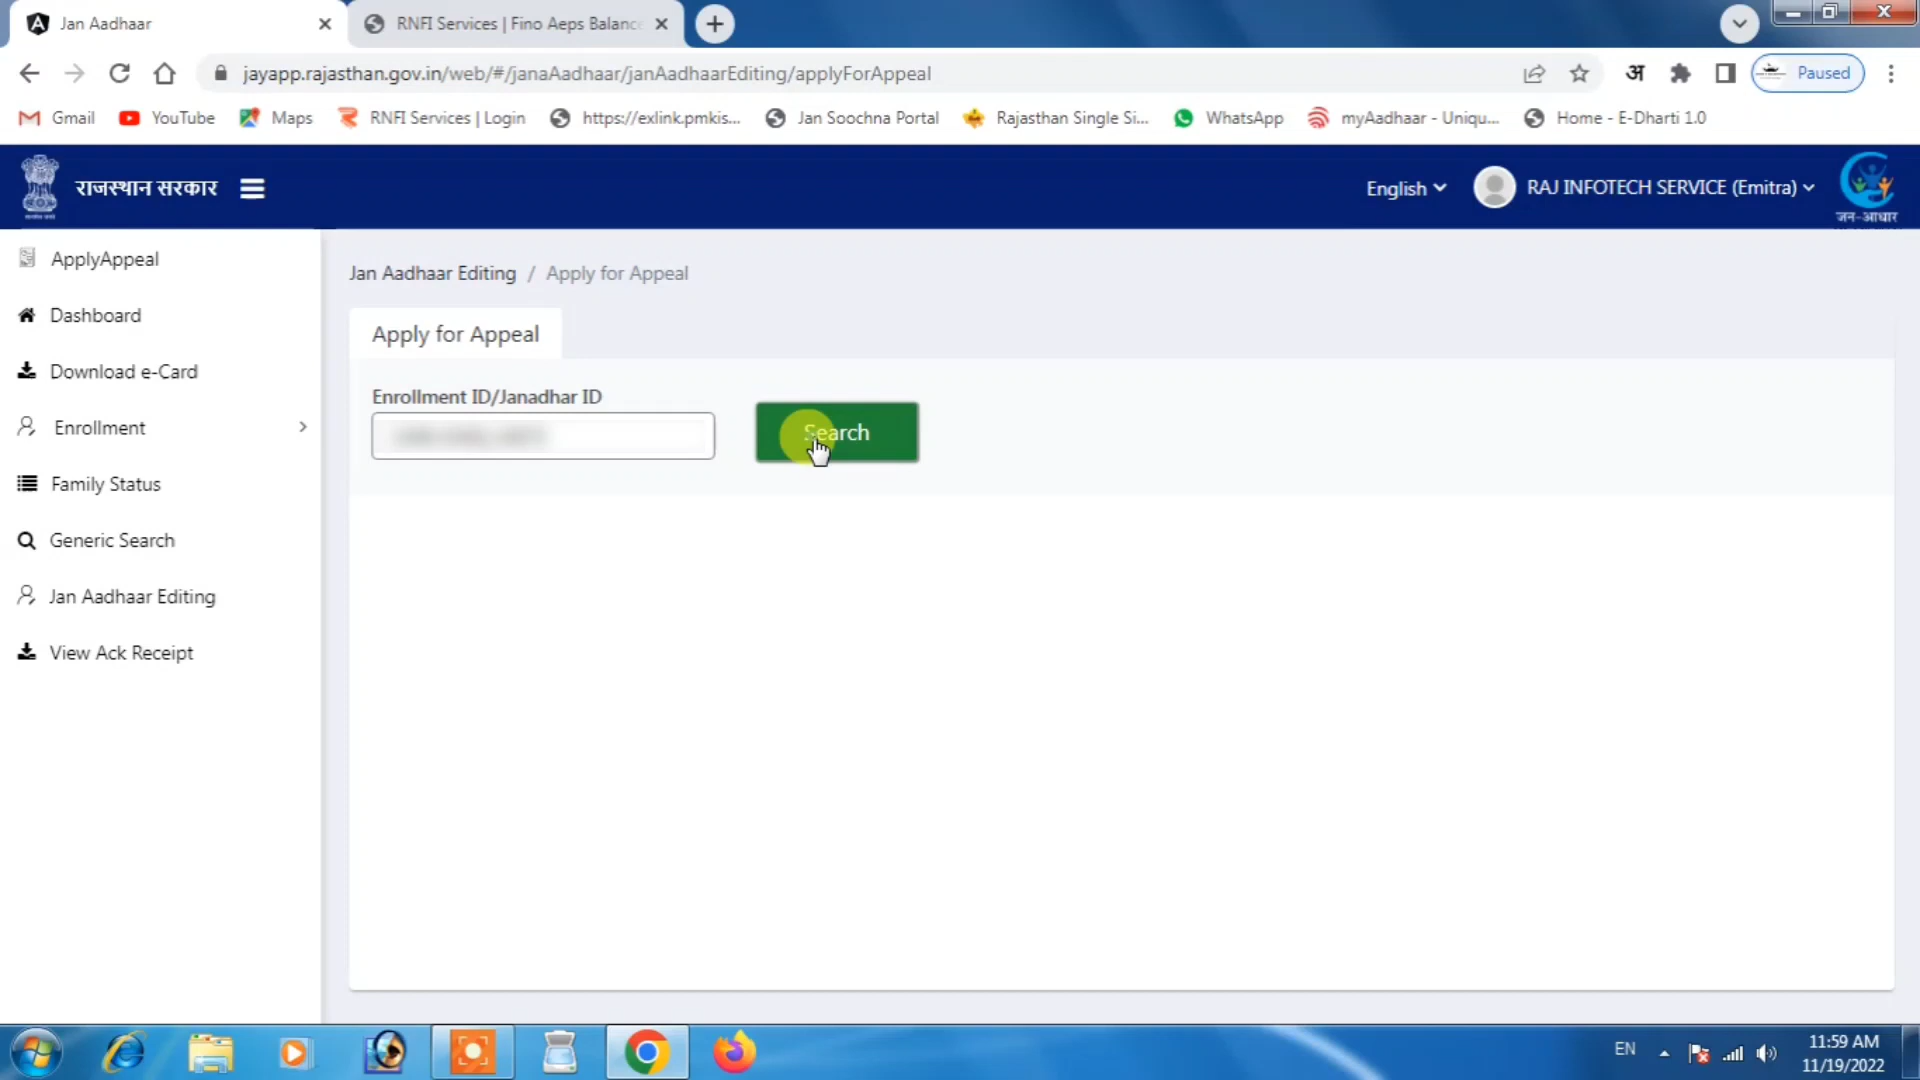 Jan Aadhaar
RNFI Services | Fino Aeps Balanc
jayapp.rajasthan.gov.in/web/#/janaAadhaar/janAadhaarEditing/applyForAppeal
अ
Paused
Gmail
YouTube
Maps
RNFI Services | Login
https://exlink.pmkis...
Jan Soochna Portal
Rajasthan Single Si...
WhatsApp
myAadhaar - Uniqu...
Home - E-Dharti 1.0
राजस्थान सरकार
English
RAJ INFOTECH SERVICE (Emitra)
जन-आधार
ApplyAppeal
Dashboard
Download e-Card
Enrollment
Family Status
Generic Search
Jan Aadhaar Editing
View Ack Receipt
Jan Aadhaar Editing / Apply for Appeal
Apply for Appeal
Enrollment ID/Janadhar ID
Search
EN
11:59 AM
11/19/2022